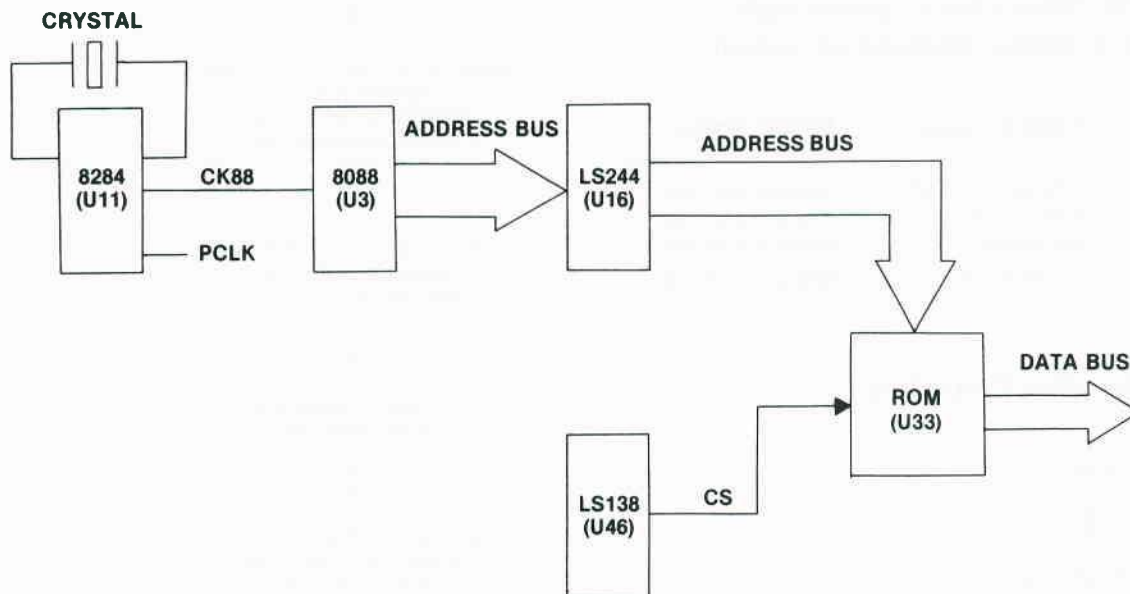 CRYSTAL
8284
(U11)
CK88
PCLK
8088
(U3)
ADDRESS BUS
LS244
(U16)
ADDRESS BUS
ROM
(U33)
DATA BUS
LS138
(U46)
CS